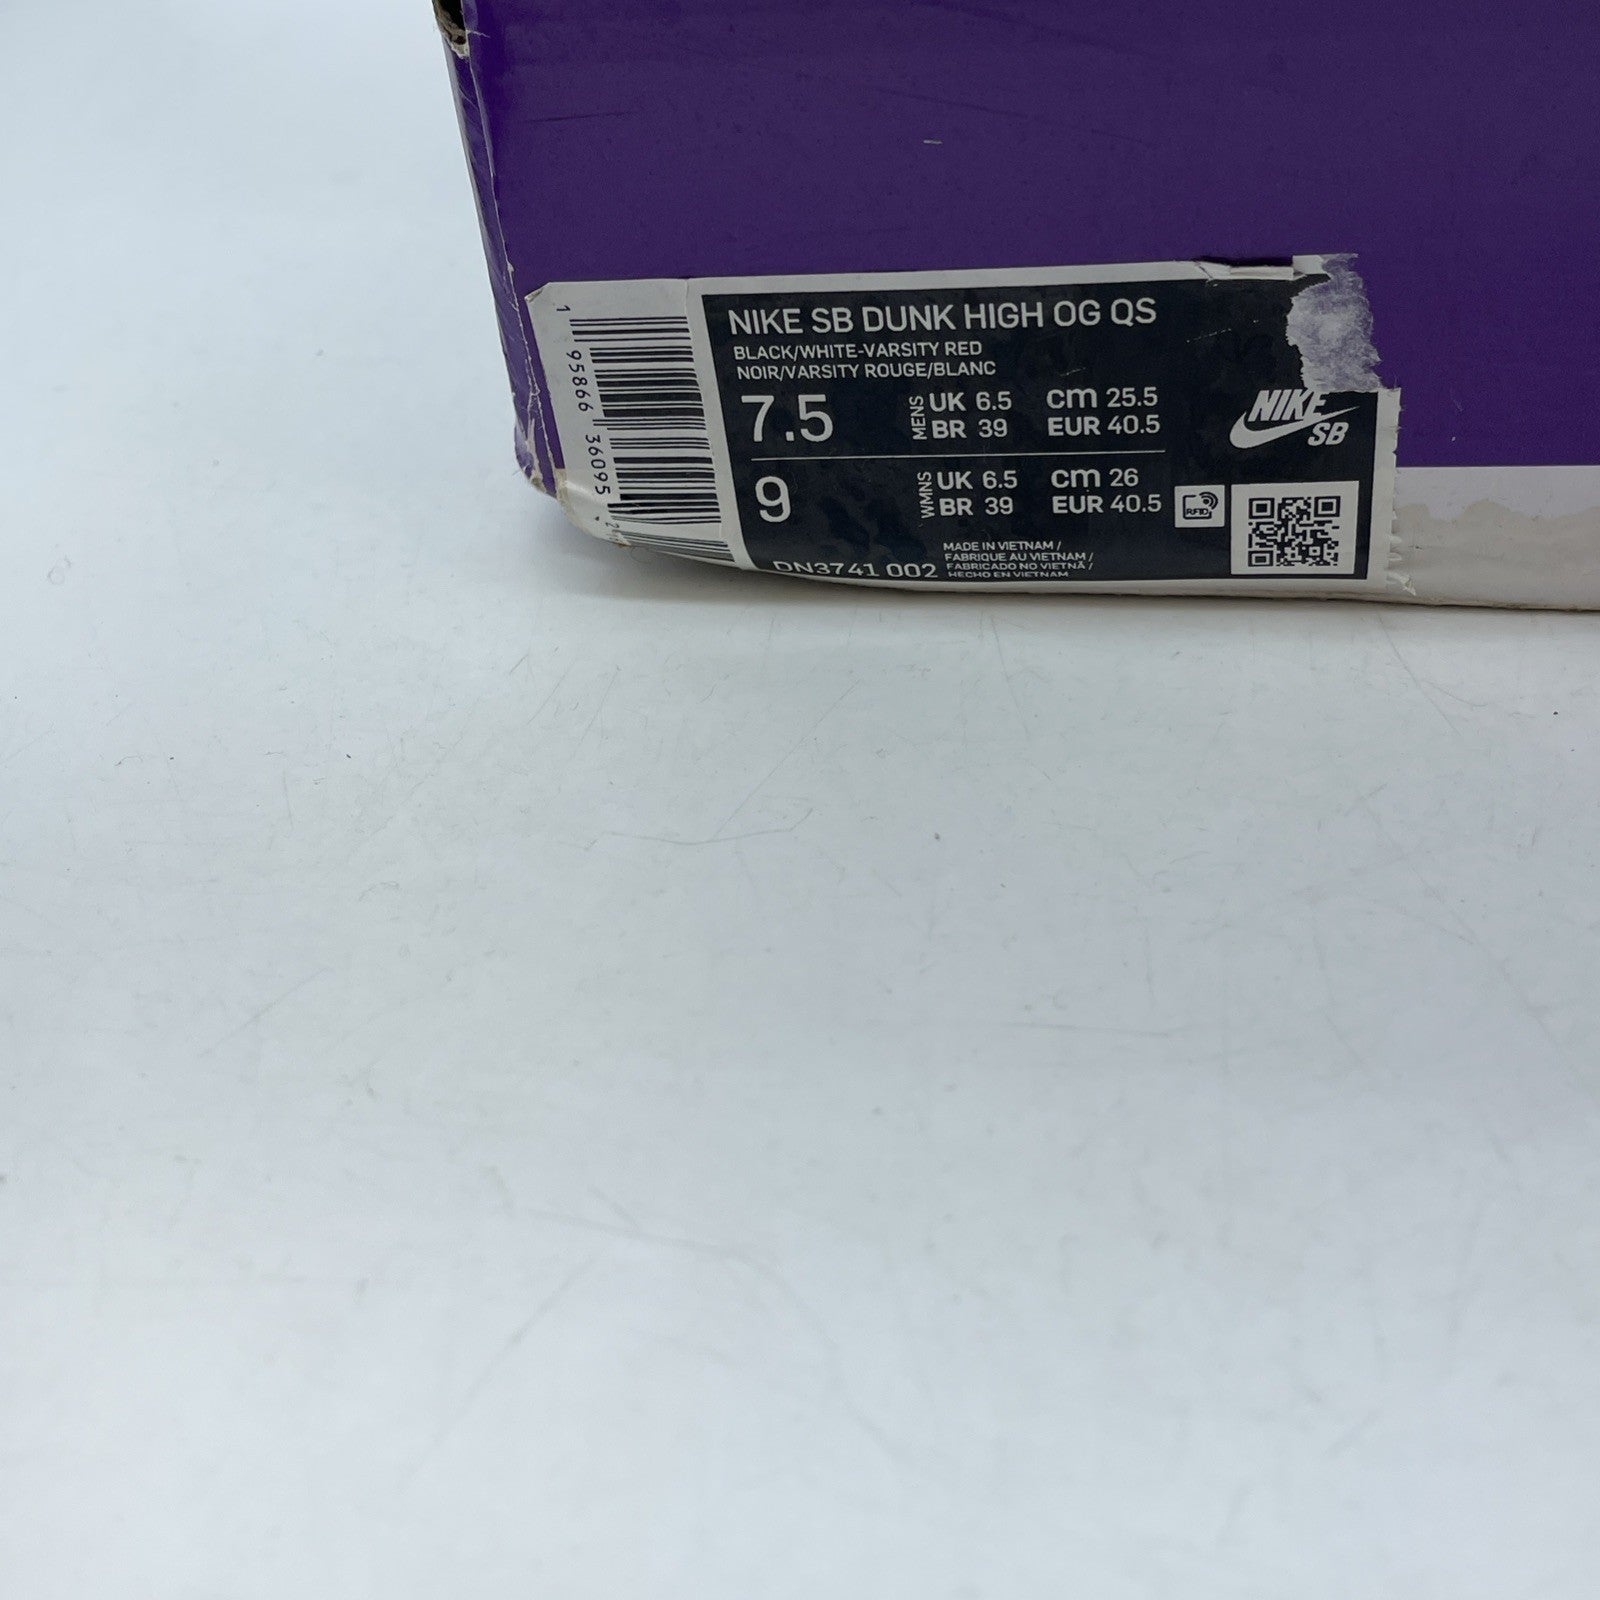 NIKE SB DUNK HIGH OG QS
BLACK/WHITE-VARSITY RED
NOIR/VARSITY ROUGE/BLANC
7.5 MENS UK 6.5 cm 25.5
BR 39 EUR 40.5
9 WMNS UK 6.5 cm 26
BR 39 EUR 40.5
DN3741 002
MADE IN VIETNAM /
FABRIQUE AU VIETNAM /
FABRICADO NO VIETNÃ /
HECHO EN VIETNAM
RFID
NIKE
SB
1 95866 36095